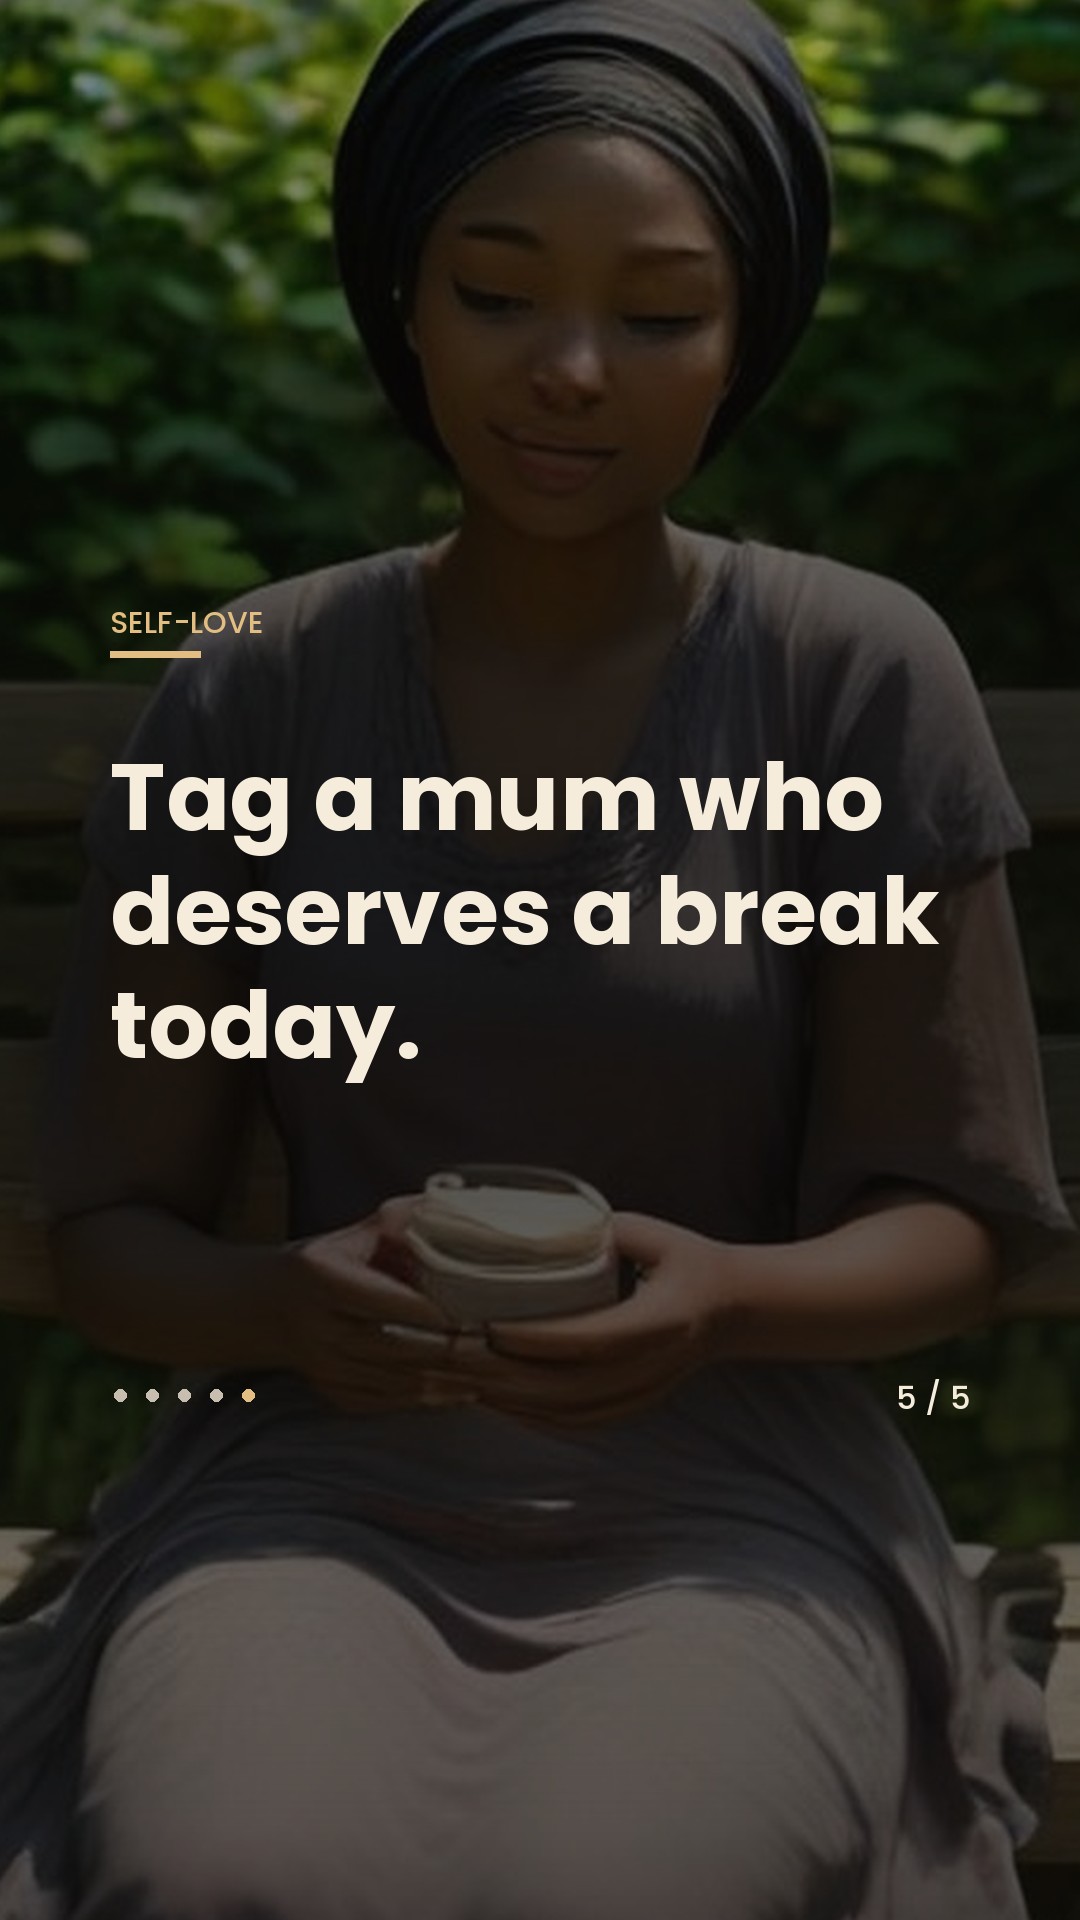 SELF-LOVE
Tag a mum who
deserves a break
today.
5 / 5